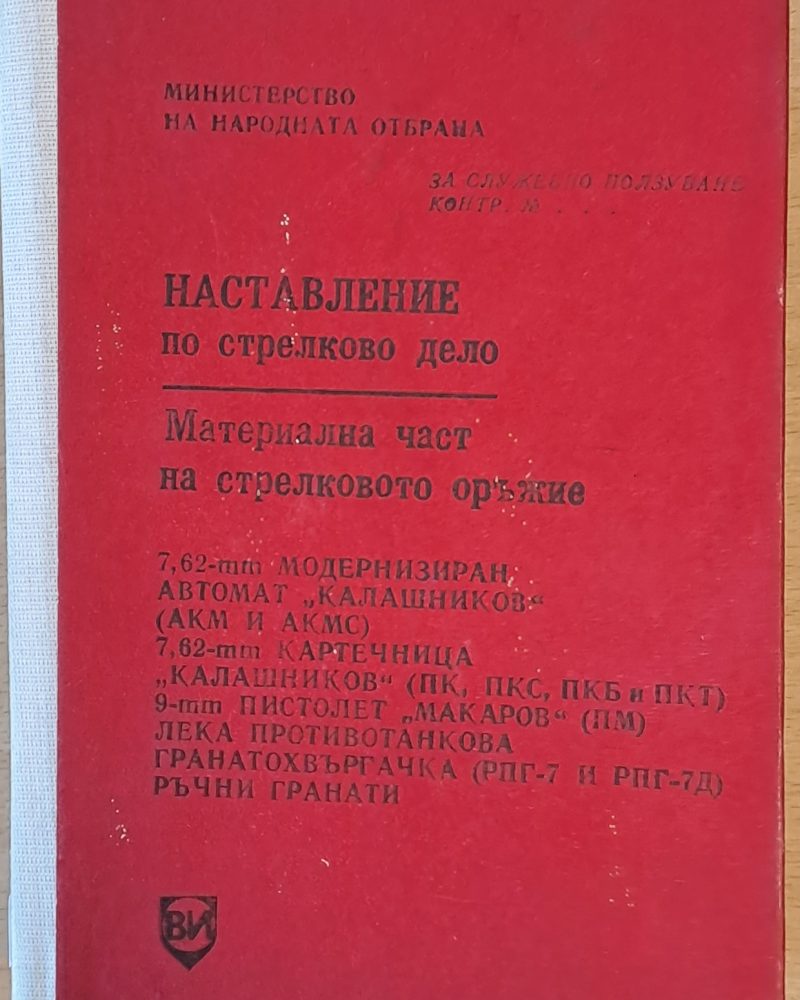 МИНИСТЕРСТВО
НА НАРОДНАТА ОТБРАНА
ЗА СЛУЖЕБНО ПОЛЗУВАНЕ
КОНТР. № . . .
НАСТАВЛЕНИЕ
по стрелково дело
Материална част
на стрелковото оръжие
7,62-mm МОДЕРНИЗИРАН
АВТОМАТ „КАЛАШНИКОВ“
(АКМ И АКМС)
7,62-mm КАРТЕЧНИЦА
„КАЛАШНИКОВ“ (ПК, ПКС, ПКБ и ПКТ)
9-mm ПИСТОЛЕТ „МАКАРОВ“ (ПМ)
ЛЕКА ПРОТИВОТАНКОВА
ГРАНАТОХВЪРГАЧКА (РПГ-7 И РПГ-7Д)
РЪЧНИ ГРАНАТИ
ВИ